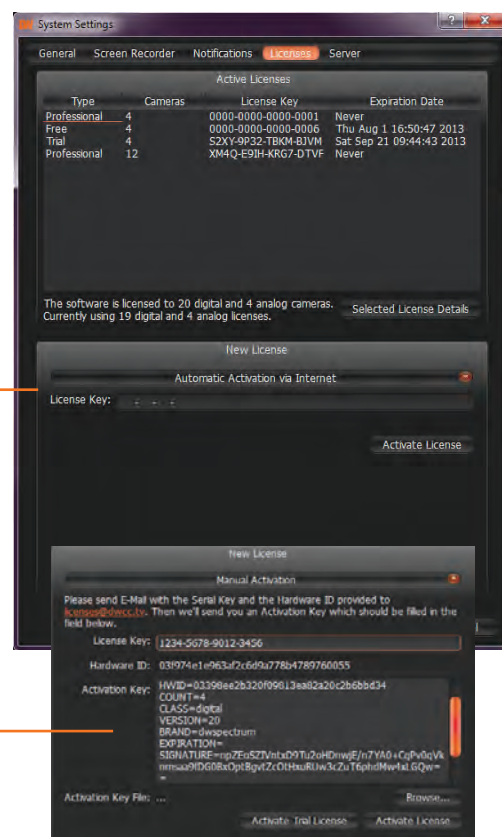 System Settings
General Screen Recorder Notifications Licenses Server
Active Licenses
Type Cameras License Key Expiration Date
Professional 4 0000-0000-0000-0001 Never
Free 4 0000-0000-0000-0006 Thu Aug 1 16:50:47 2013
Trial 4 S2XY-9P32-TBKM-BJVM Sat Sep 21 09:44:43 2013
Professional 12 XM4Q-E9IH-KRG7-DTVF Never
The software is licensed to 20 digital and 4 analog cameras.
Currently using 19 digital and 4 analog licenses.
Selected License Details
New License
Automatic Activation via Internet
License Key: - - -
Activate License
New License
Manual Activation
Please send E-Mail with the Serial Key and the Hardware ID provided to
licenses@dwcc.tv. Then we'll send you an Activation Key which should be filled in the
field below.
License Key: 1234-5678-9012-3456
Hardware ID: 03f974e1e963af2c6d9a778b4789760055
Activation Key: HWID=03398ee2b320f09813ea82a20c2b6bbd34
COUNT=4
CLASS=digital
VERSION=20
BRAND=dwspectrum
EXPIRATION=
Activation Key File: ...
Browse...
Activate Trial License Activate License